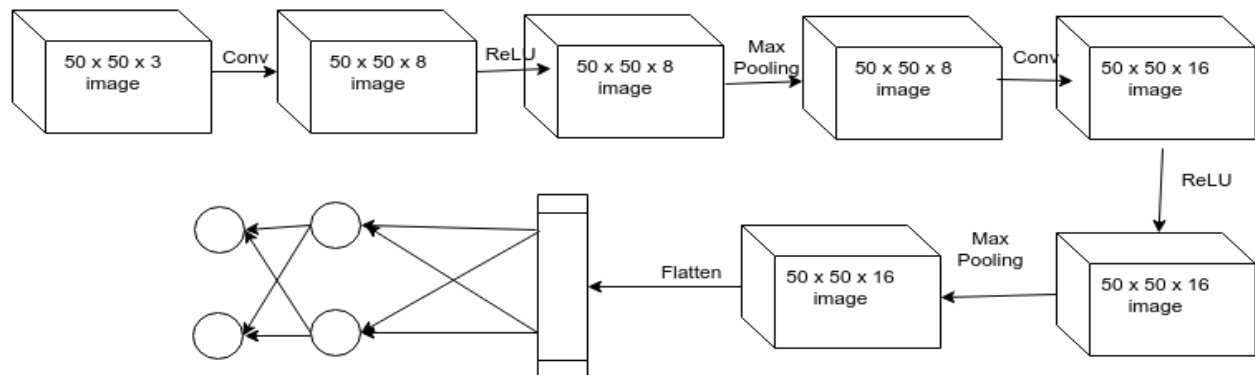 50 x 50 x 3
image
Conv
50 x 50 x 8
image
ReLU
50 x 50 x 8
image
Max
Pooling
50 x 50 x 8
image
Conv
50 x 50 x 16
image
ReLU
50 x 50 x 16
image
Max
Pooling
50 x 50 x 16
image
Flatten